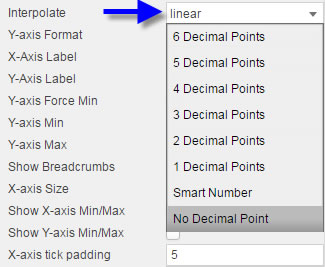 Interpolate linear
Y-axis Format
6 Decimal Points
X-Axis Label
5 Decimal Points
Y-Axis Label
4 Decimal Points
Y-axis Force Min
3 Decimal Points
Y-axis Min
2 Decimal Points
Y-axis Max
1 Decimal Points
Show Breadcrumbs
Smart Number
X-axis Size
No Decimal Point
Show X-axis Min/Max
Show Y-axis Min/Max
X-axis tick padding 5